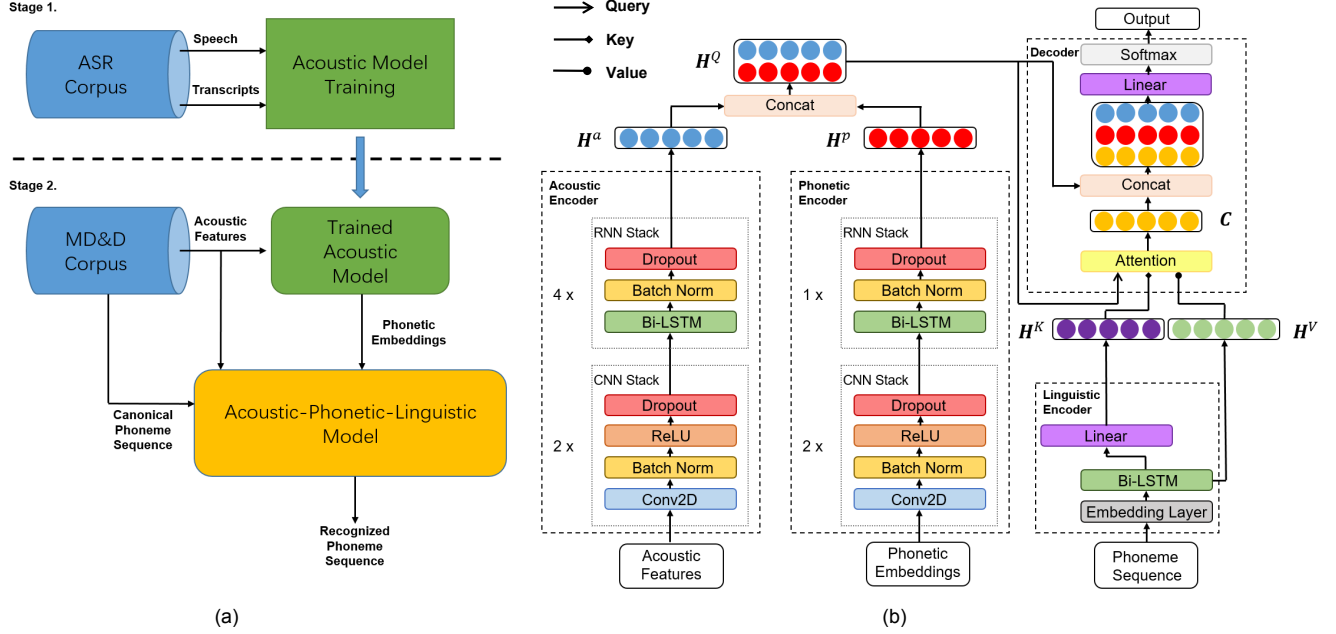 Stage 1.
ASR
Corpus
Speech
Transcripts
Acoustic Model
Training
Stage 2.
MD&D
Corpus
Acoustic
Features
Trained
Acoustic
Model
Phonetic
Embeddings
Canonical
Phoneme
Sequence
Acoustic-Phonetic-Linguistic
Model
Recognized
Phoneme
Sequence
(a)
Query
Key
Value
H^Q
Concat
H^a
H^p
Acoustic
Encoder
RNN Stack
Dropout
Batch Norm
Bi-LSTM
4 x
CNN Stack
Dropout
ReLU
Batch Norm
Conv2D
2 x
Acoustic
Features
Phonetic
Encoder
RNN Stack
Dropout
Batch Norm
Bi-LSTM
1 x
CNN Stack
Dropout
ReLU
Batch Norm
Conv2D
2 x
Phonetic
Embeddings
Output
Decoder
Softmax
Linear
Concat
C
Attention
H^K
H^V
Linguistic
Encoder
Linear
Bi-LSTM
Embedding Layer
Phoneme
Sequence
(b)